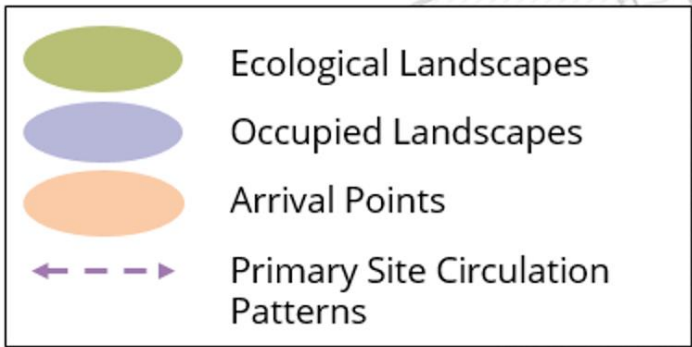 Ecological Landscapes
Occupied Landscapes
Arrival Points
Primary Site Circulation
Patterns